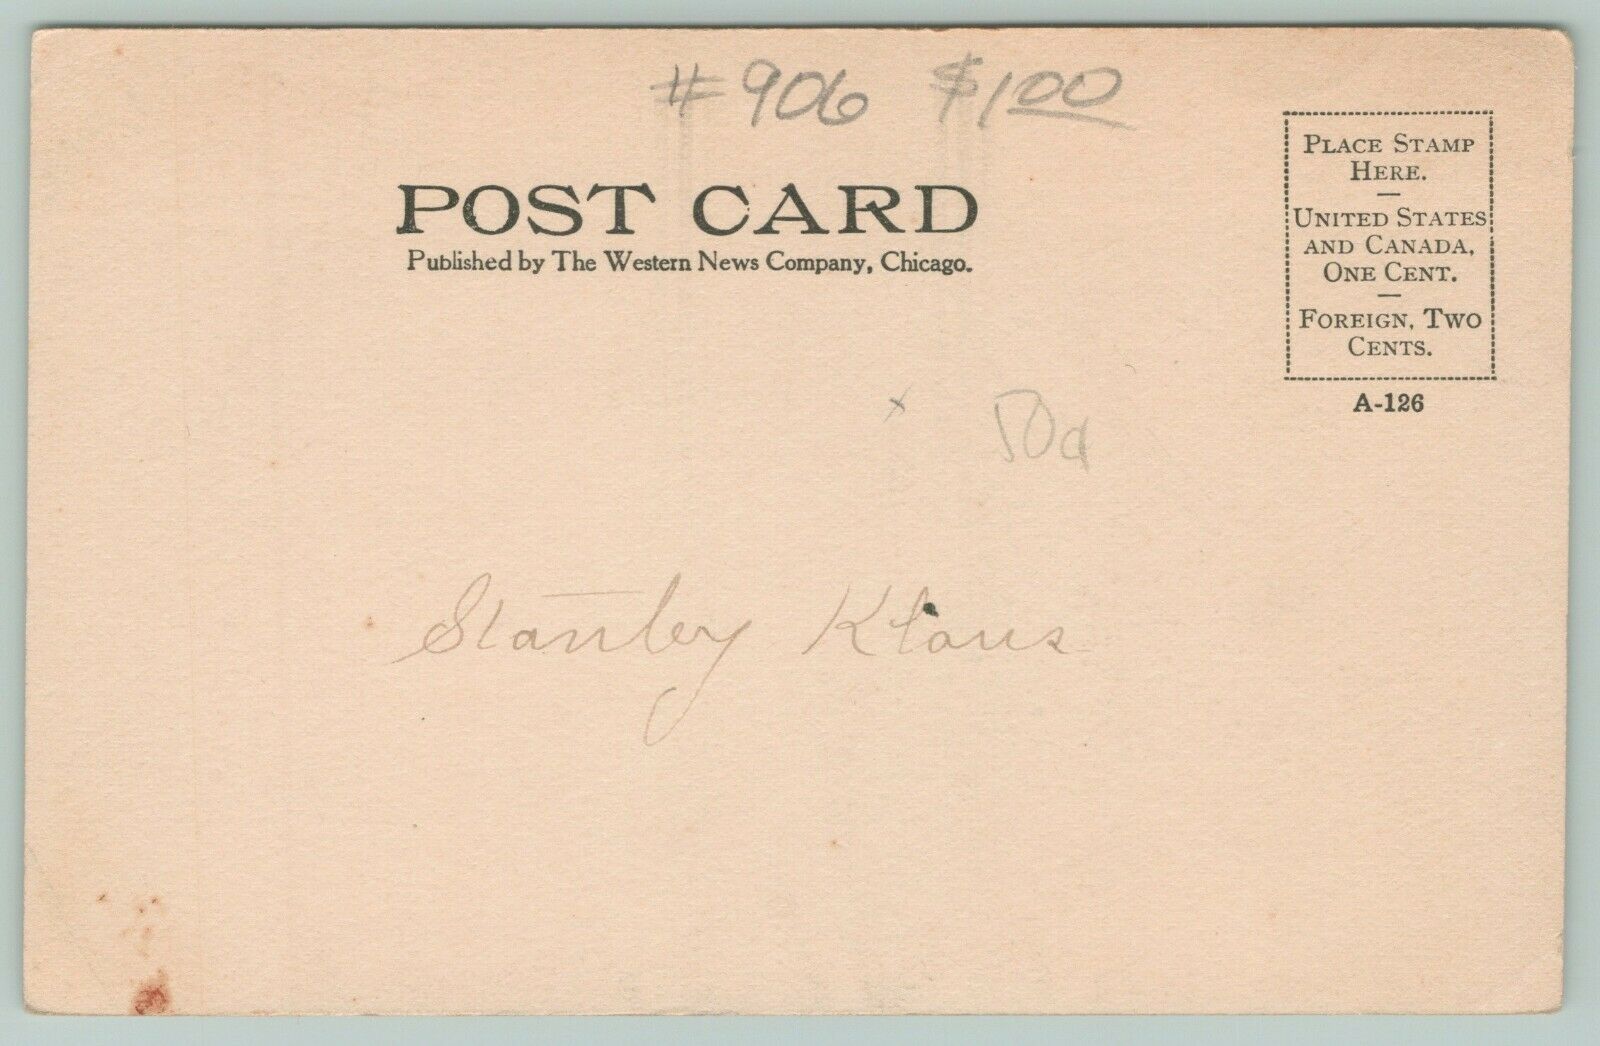 #906 $1.00
POST CARD
Published by The Western News Company, Chicago.
PLACE STAMP
HERE.
—
UNITED STATES
AND CANADA,
ONE CENT.
—
FOREIGN, TWO
CENTS.
A-126
x
Stanley Klaus